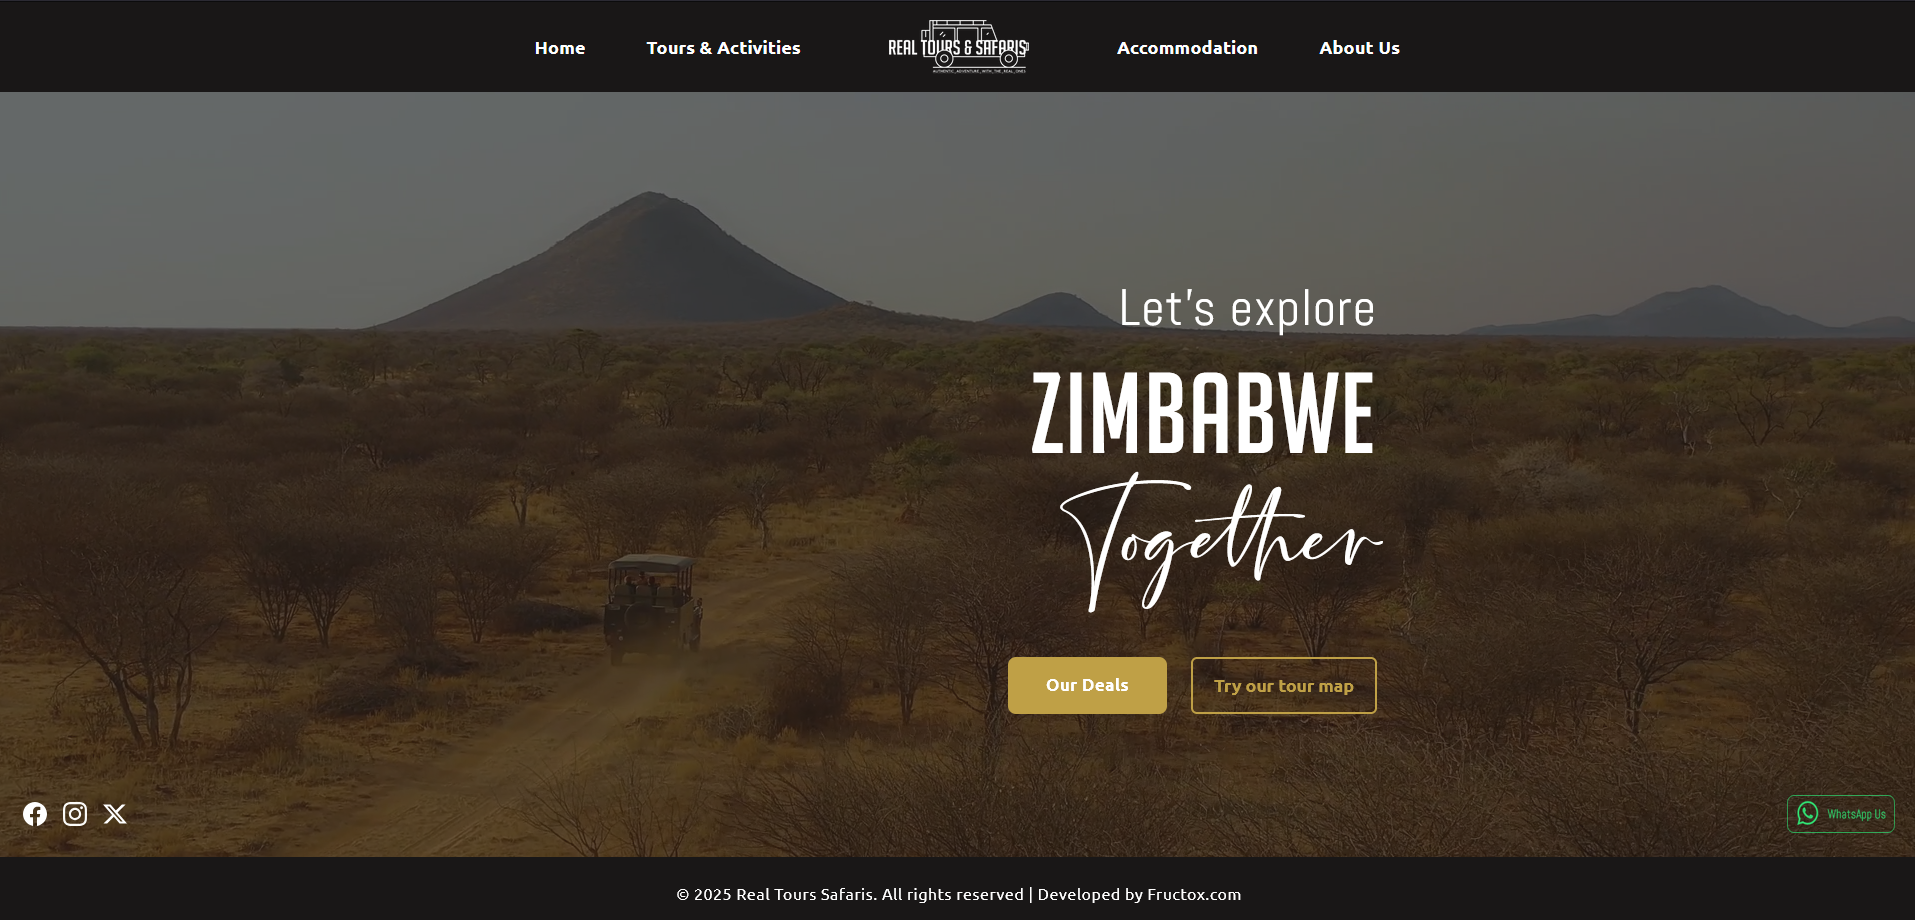 Home
Tours & Activities
REAL TOURS & SAFARIS
AUTHENTIC_ADVENTURE_WITH_THE_REAL_ONES
Accommodation
About Us
Let's explore
ZIMBABWE
Together
Our Deals
Try our tour map
WhatsApp Us
© 2025 Real Tours Safaris. All rights reserved | Developed by Fructox.com